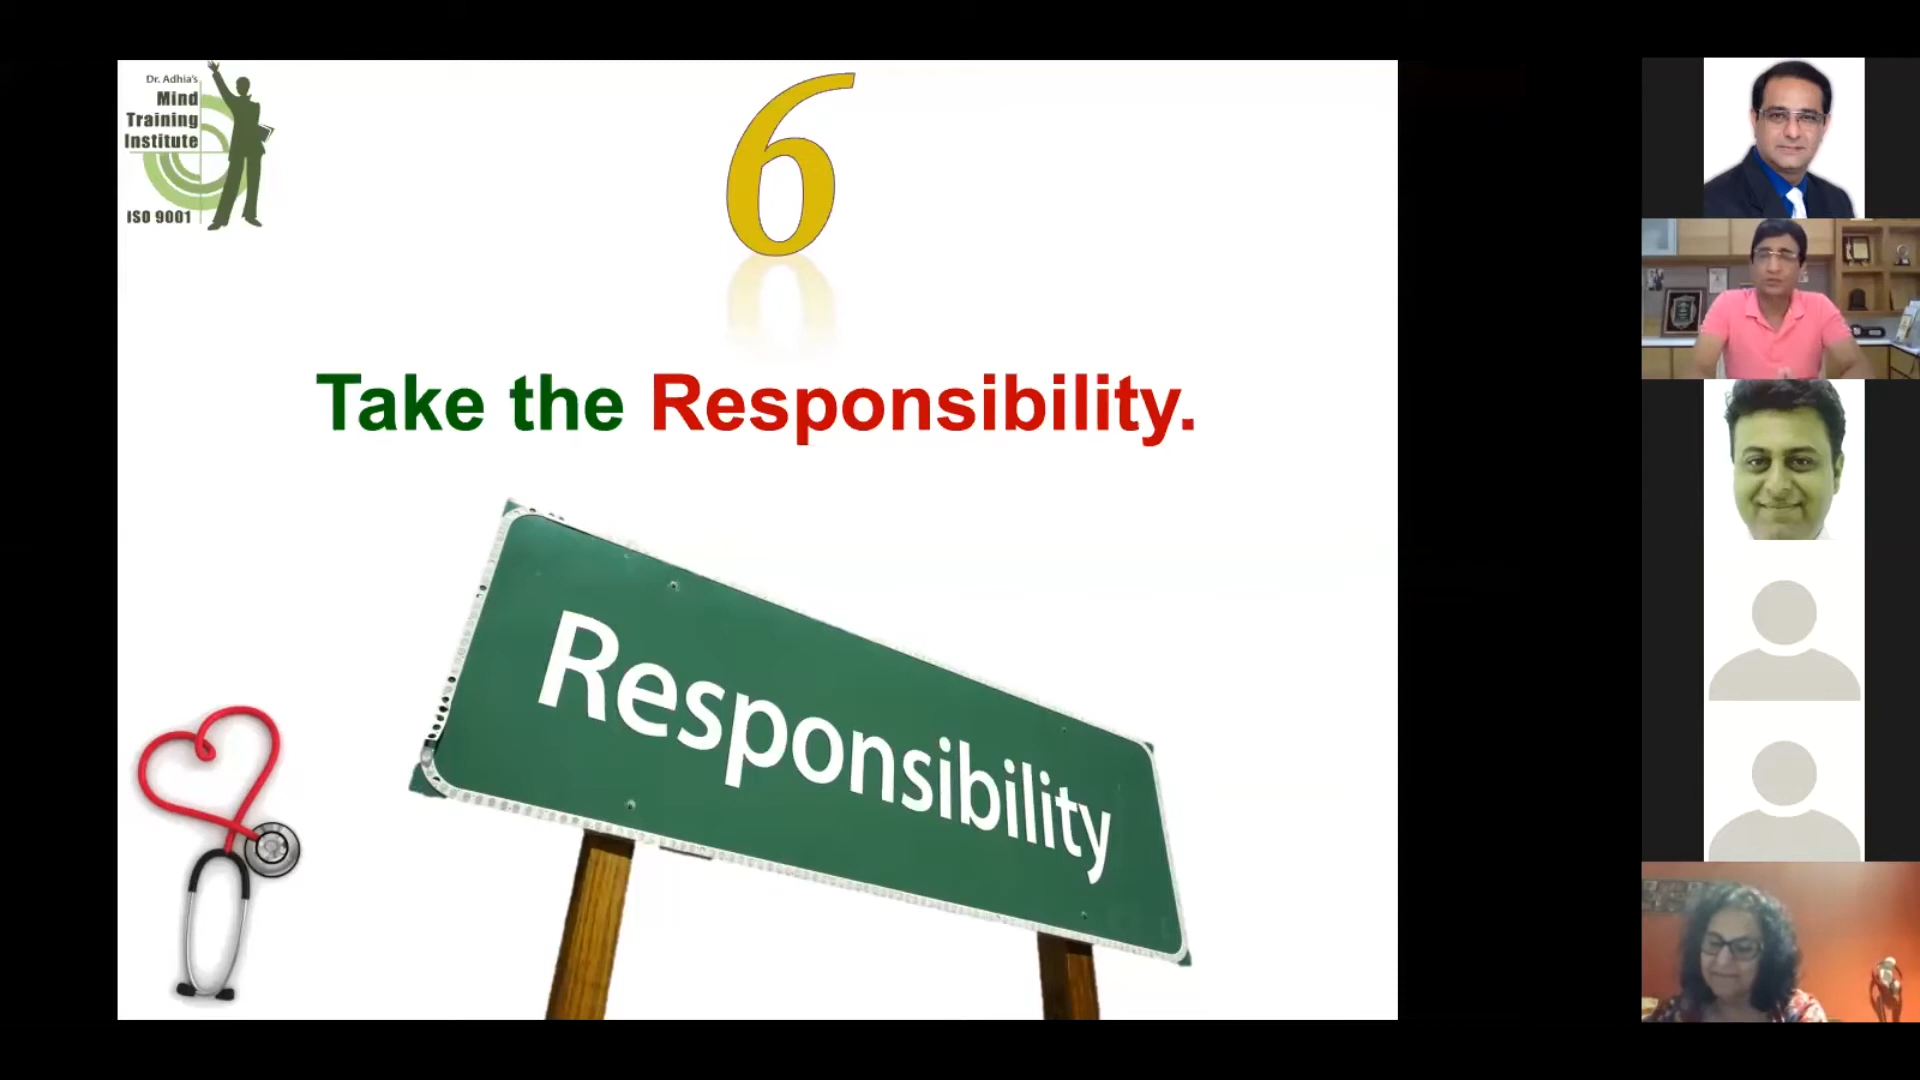 Dr. Adhia's
Mind
Training
Institute
ISO 9001
6
Take the Responsibility.
Responsibility